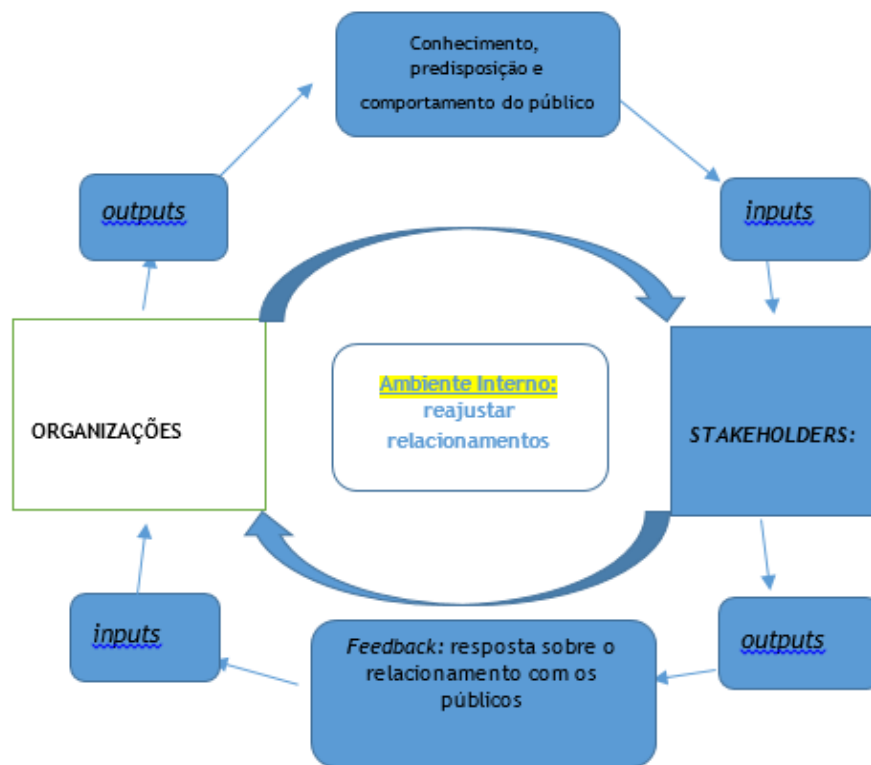 Conhecimento,
predisposição e
comportamento do público
outputs
inputs
Ambiente Interno:
reajustar
relacionamentos
ORGANIZAÇÕES
STAKEHOLDERS:
inputs
Feedback: resposta sobre o
relacionamento com os
públicos
outputs